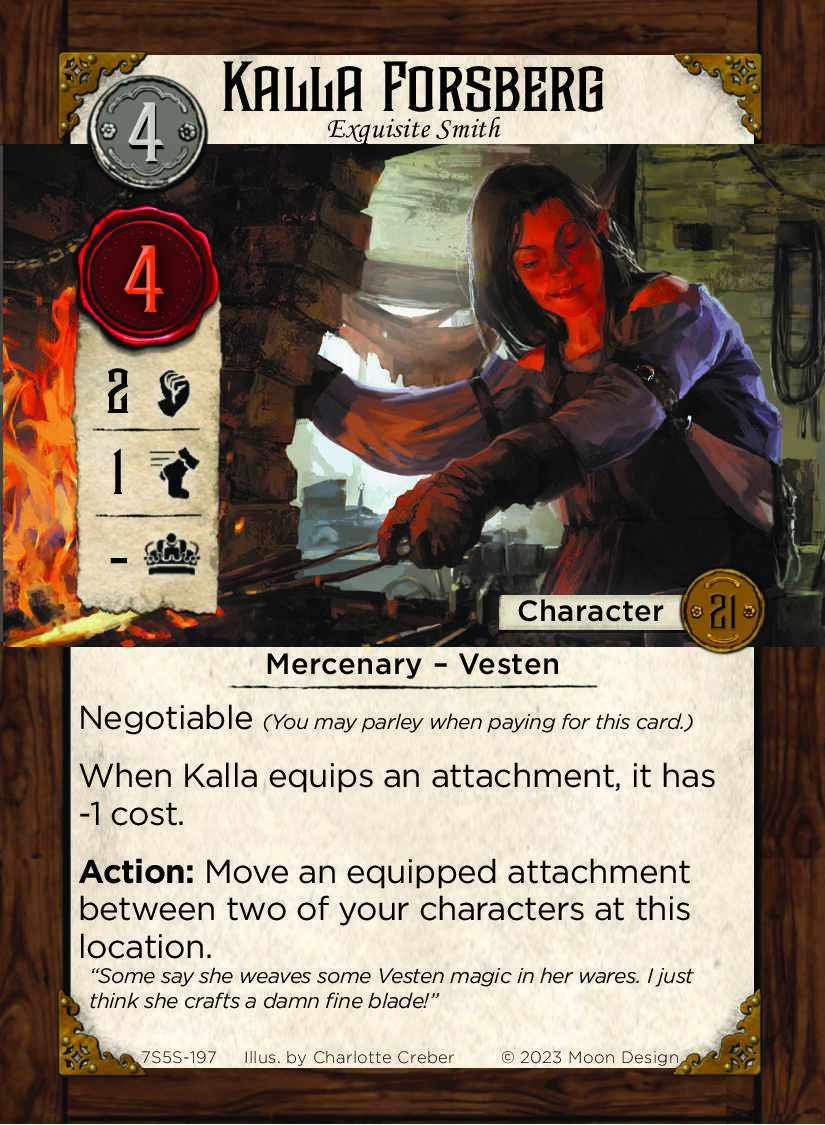 Kalla Forsberg
Exquisite Smith
4
4
2
1
-
Character
21
Mercenary – Vesten
Negotiable (You may parley when paying for this card.)
When Kalla equips an attachment, it has
-1 cost.
Action: Move an equipped attachment
between two of your characters at this
location.
“Some say she weaves some Vesten magic in her wares. I just
think she crafts a damn fine blade!”
7S5S-197 Illus. by Charlotte Creber © 2023 Moon Design